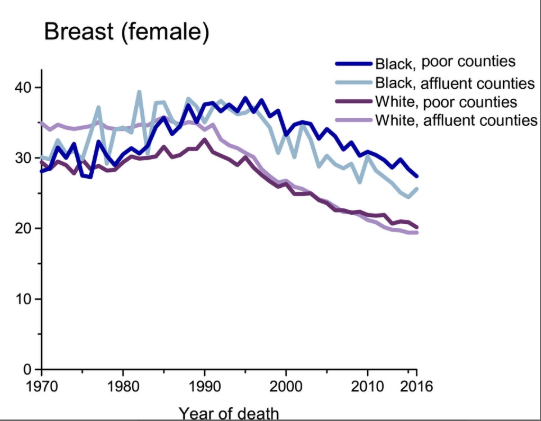 Breast (female)
Black, poor counties
Black, affluent counties
White, poor counties
White, affluent counties
40
30
20
10
0
1970 1980 1990 2000 2010 2016
Year of death